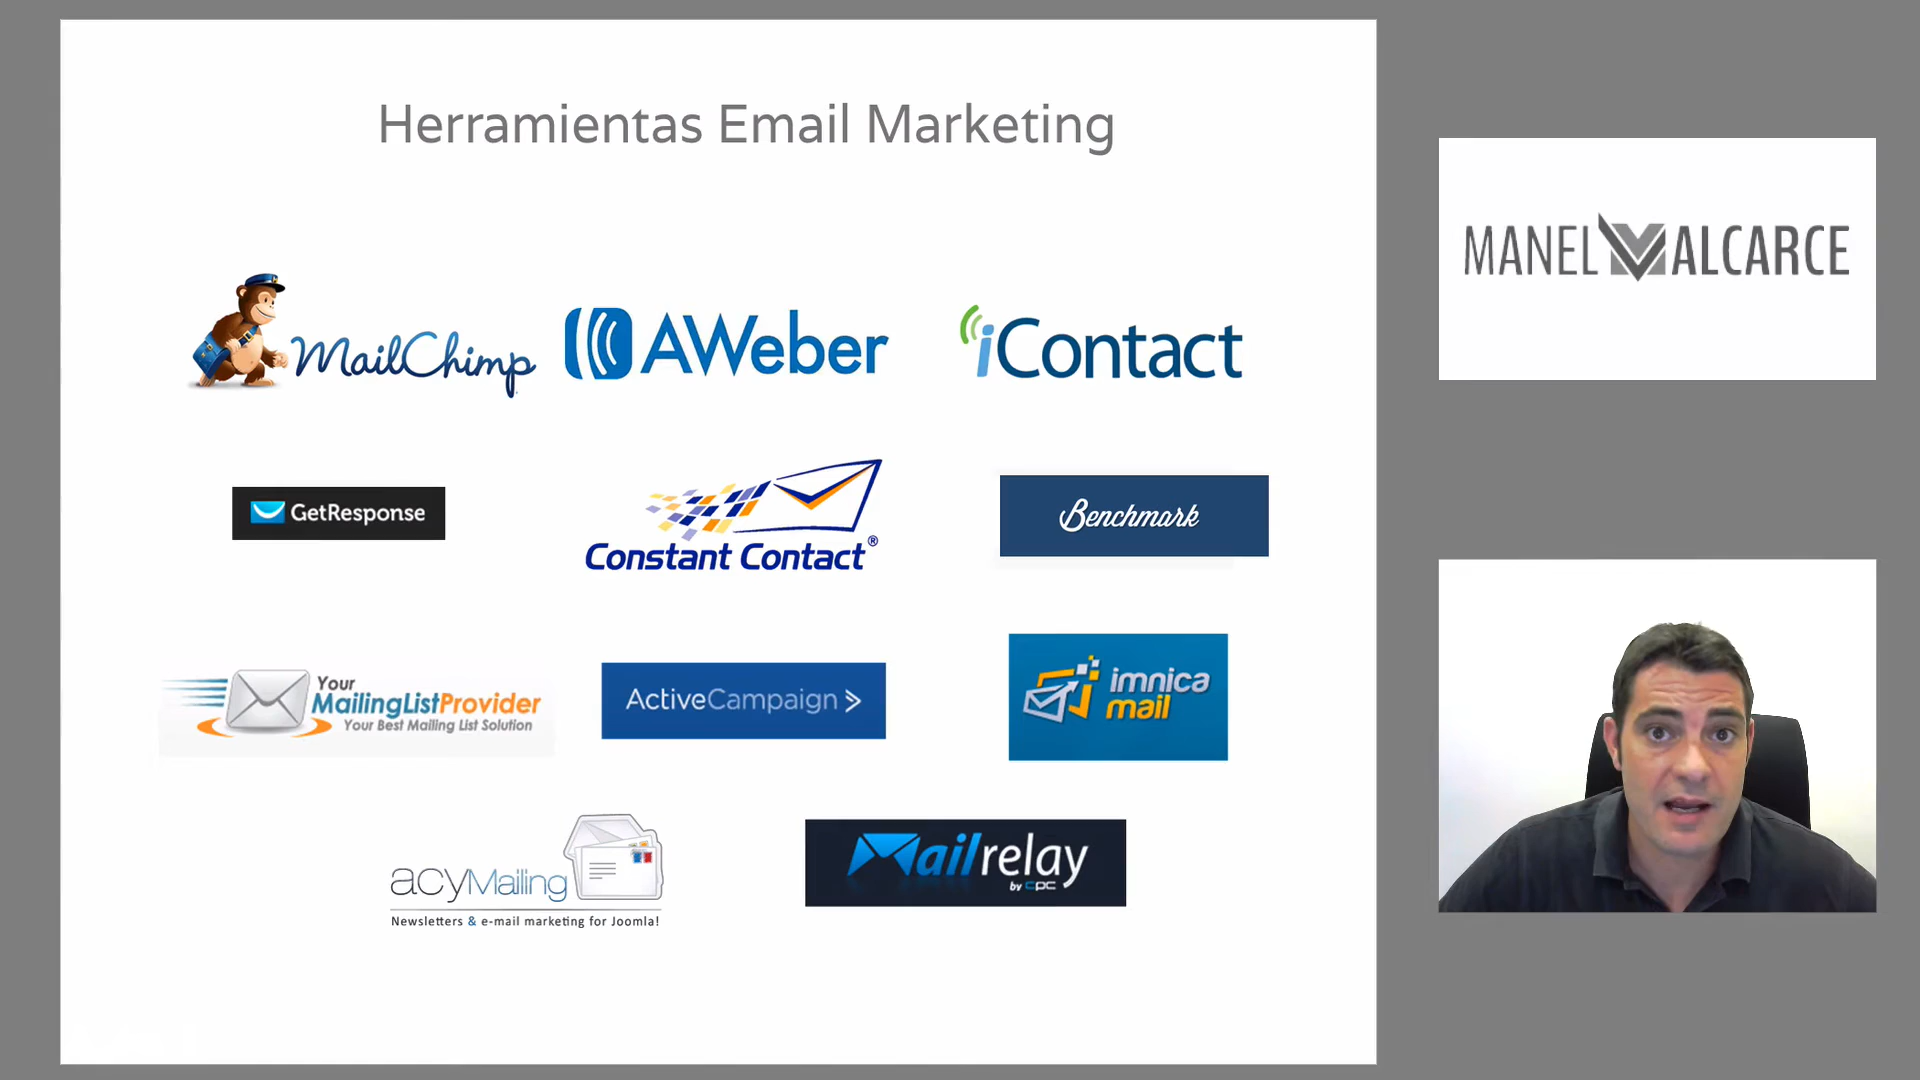 Herramientas Email Marketing
MANEL VALCARCE
MailChimp
AWeber
iContact
GetResponse
Constant Contact®
Benchmark
Your
MailingListProvider
Your Best Mailing List Solution
ActiveCampaign >
imnica
mail
acyMailing
Newsletters & e-mail marketing for Joomla!
Mailrelay
by cpc